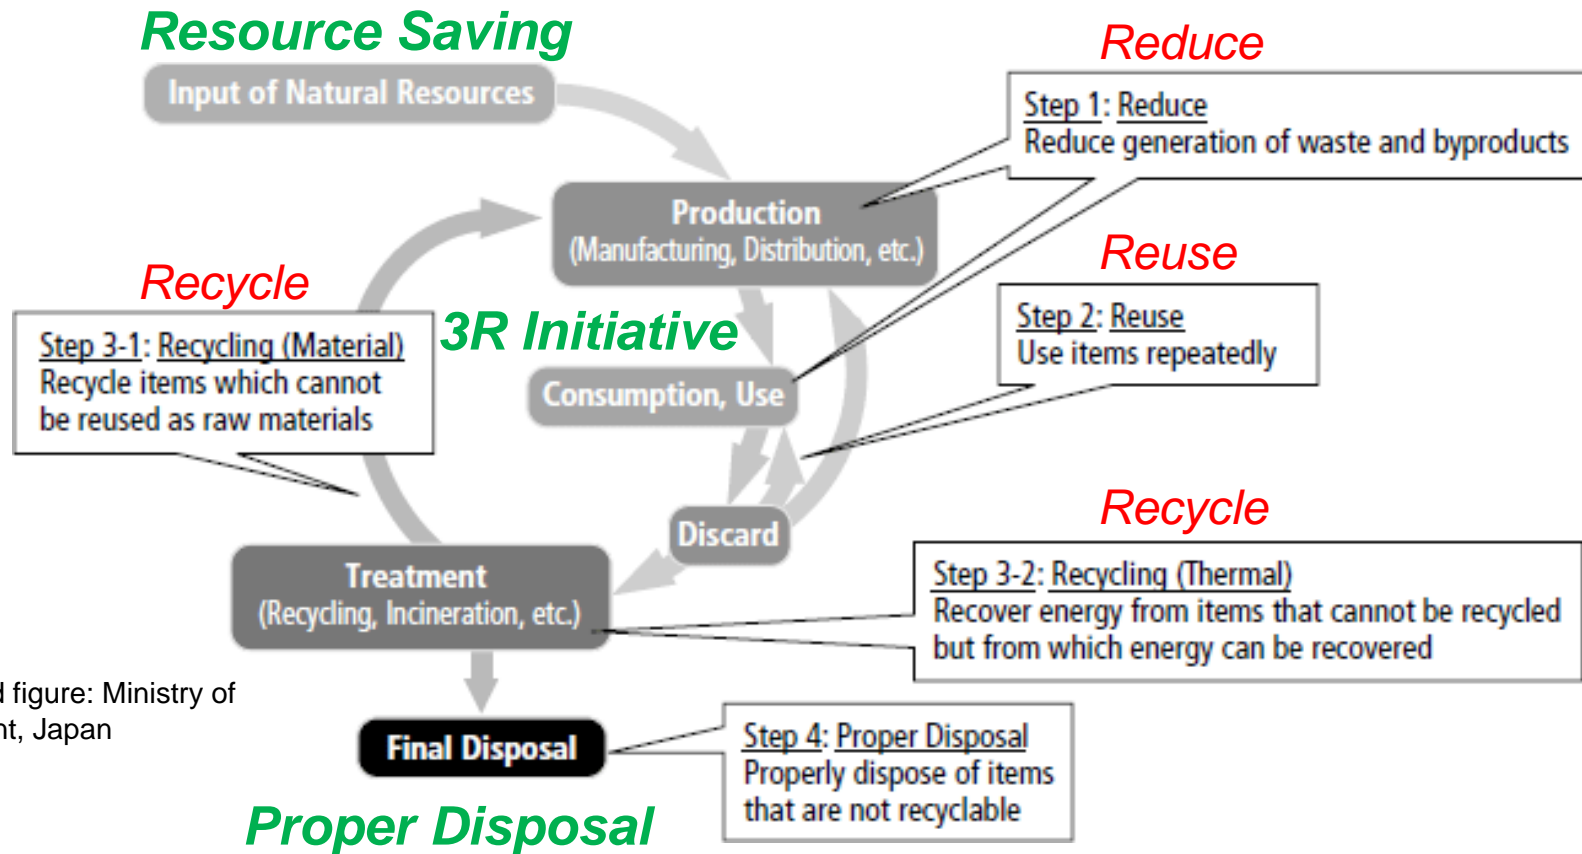 Resource Saving
Input of Natural Resources
Reduce
Step 1: Reduce
Reduce generation of waste and byproducts
Production
(Manufacturing, Distribution, etc.)
Reuse
Step 2: Reuse
Use items repeatedly
Recycle
Step 3-1: Recycling (Material)
Recycle items which cannot
be reused as raw materials
3R Initiative
Consumption, Use
Discard
Recycle
Step 3-2: Recycling (Thermal)
Recover energy from items that cannot be recycled
but from which energy can be recovered
Treatment
(Recycling, Incineration, etc.)
figure: Ministry of
Japan
Final Disposal
Step 4: Proper Disposal
Properly dispose of items
that are not recyclable
Proper Disposal